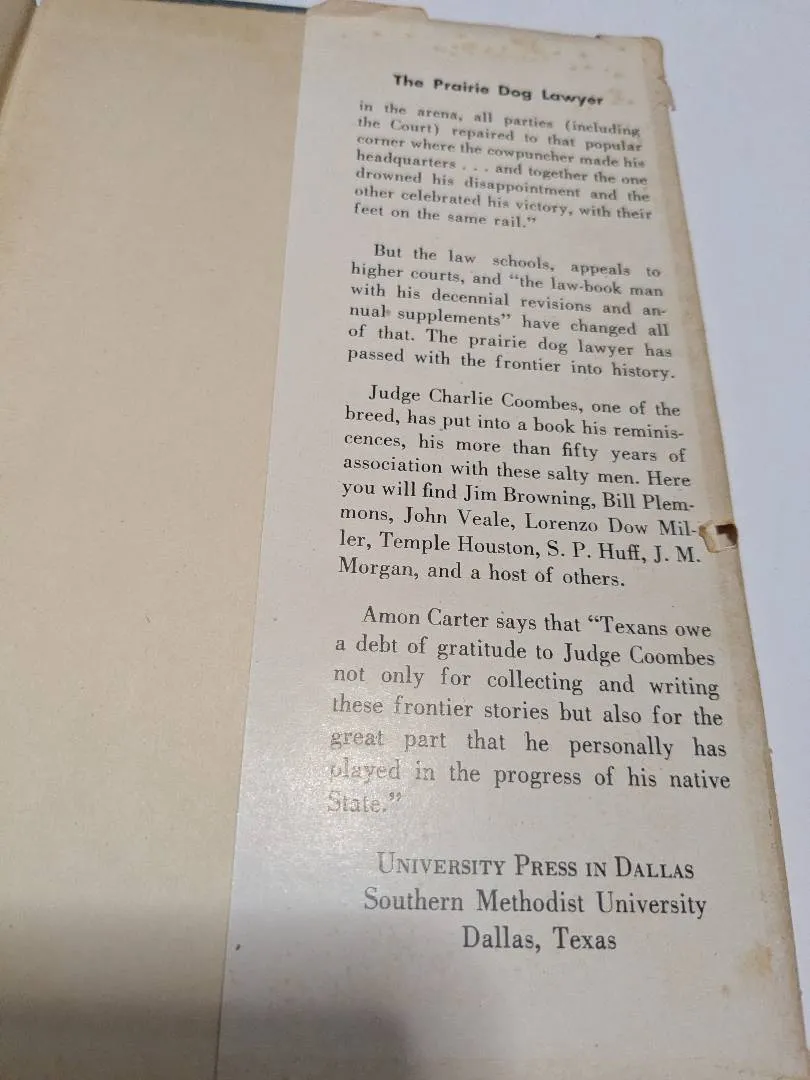 The Prairie Dog Lawyer
in the arena, all parties (including
the Court) repaired to that popular
corner where the cowpuncher made his
headquarters . . . and together the one
drowned his disappointment and the
other celebrated his victory, with their
feet on the same rail."
But the law schools, appeals to
higher courts, and "the law-book man
with his decennial revisions and an-
nual supplements" have changed all
of that. The prairie dog lawyer has
passed with the frontier into history.
Judge Charlie Coombes, one of the
breed, has put into a book his reminis-
cences, his more than fifty years of
association with these salty men. Here
you will find Jim Browning, Bill Plem-
mons, John Veale, Lorenzo Dow Mil-
ler, Temple Houston, S. P. Huff, J. M.
Morgan, and a host of others.
Amon Carter says that "Texans owe
a debt of gratitude to Judge Coombes
not only for collecting and writing
these frontier stories but also for the
great part that he personally has
played in the progress of his native
State."
UNIVERSITY PRESS IN DALLAS
Southern Methodist University
Dallas, Texas